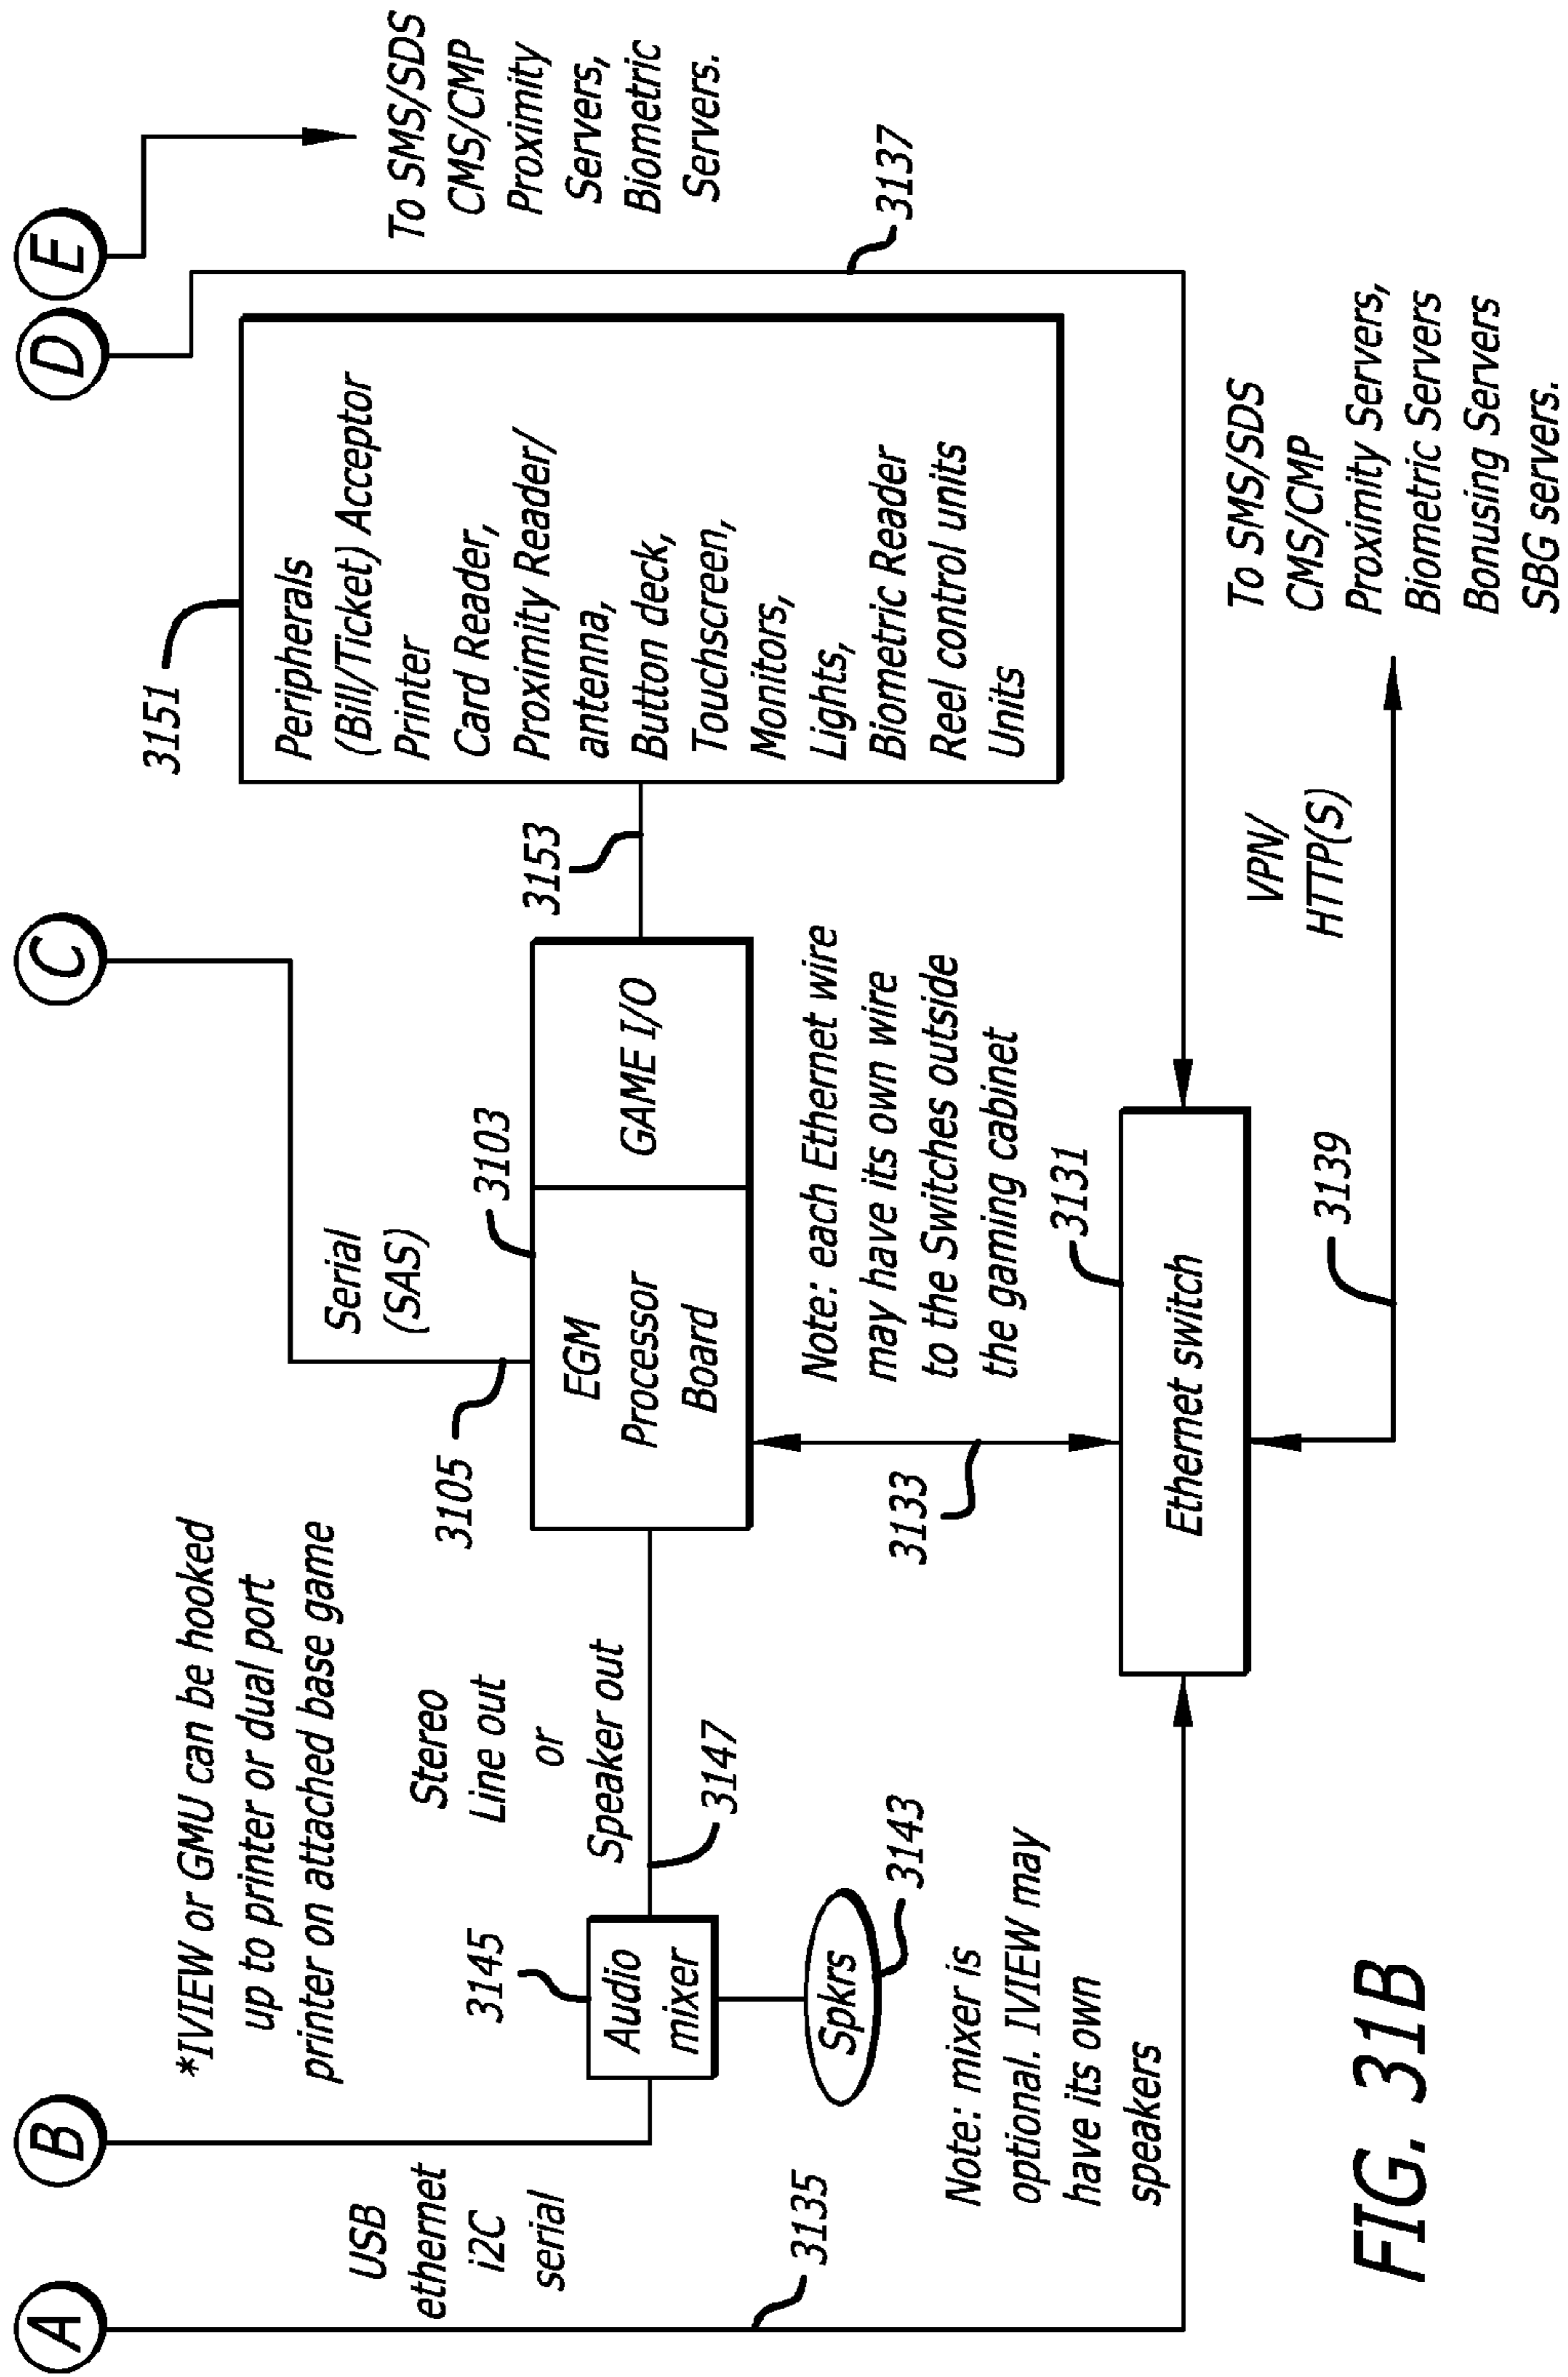 A
B
C
D
E
USB
ethernet
i2C
serial
*IVIEW or GMU can be hooked
up to printer or dual port
printer on attached base game
Serial
(SAS)
3105
3151
Peripherals
(Bill/Ticket) Acceptor
Printer
Card Reader,
Proximity Reader/
antenna,
Button deck,
Touchscreen,
Monitors,
Lights,
Biometric Reader
Reel control units
Units
To SMS/SDS
CMS/CMP
Proximity
Servers,
Biometric
Servers.
3137
Stereo
Line out
or
Speaker out
3147
3145
Audio
mixer
Spkrs
3143
3103
EGM
Processor
Board
GAME I/O
3153
Note: each Ethernet wire
may have its own wire
to the Switches outside
the gaming cabinet
3135
Note: mixer is
optional. IVIEW may
have its own
speakers
3133
3131
Ethernet switch
3139
VPN/
HTTP(S)
To SMS/SDS
CMS/CMP
Proximity Servers,
Biometric Servers
Bonusing Servers
SBG servers.
FIG. 31B